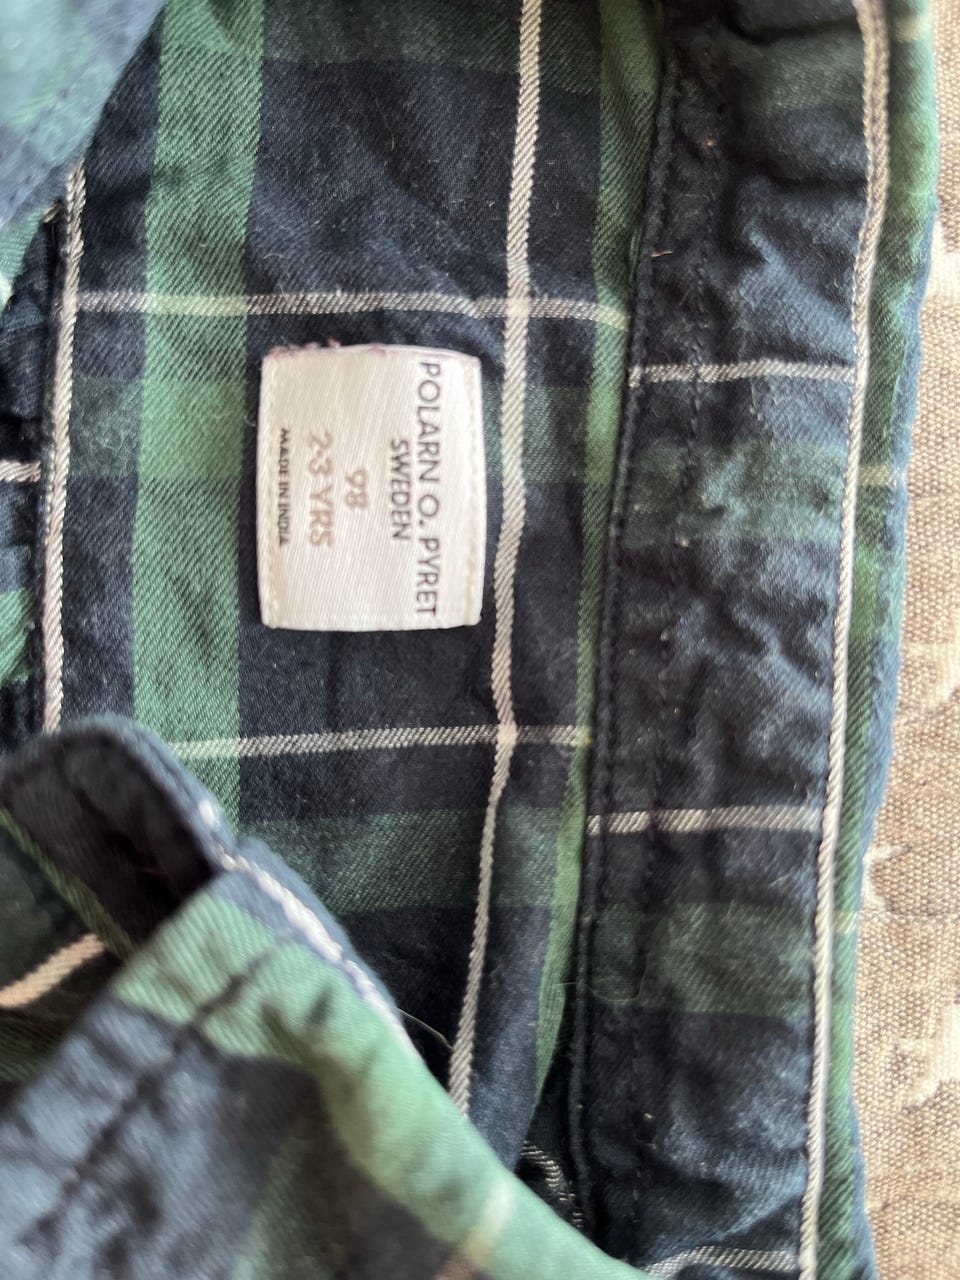 POLARN O. PYRET
SWEDEN
98
2-3 YRS
MADE IN INDIA